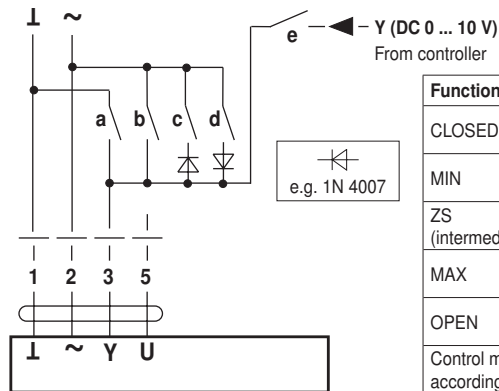 ⊥ ~
e
Y (DC 0 ... 10 V)
From controller
a b c d
e.g. 1N 4007
1 2 3 5
⊥ ~ Y U
Function
CLOSED
MIN
ZS
(intermed
MAX
OPEN
Control m
according